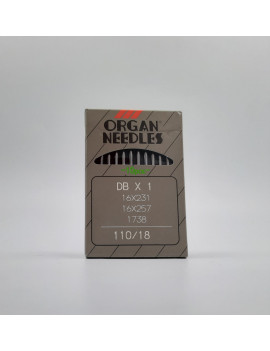 ORGAN
NEEDLES
DB X 1
16X231
16X257
1738
110/18